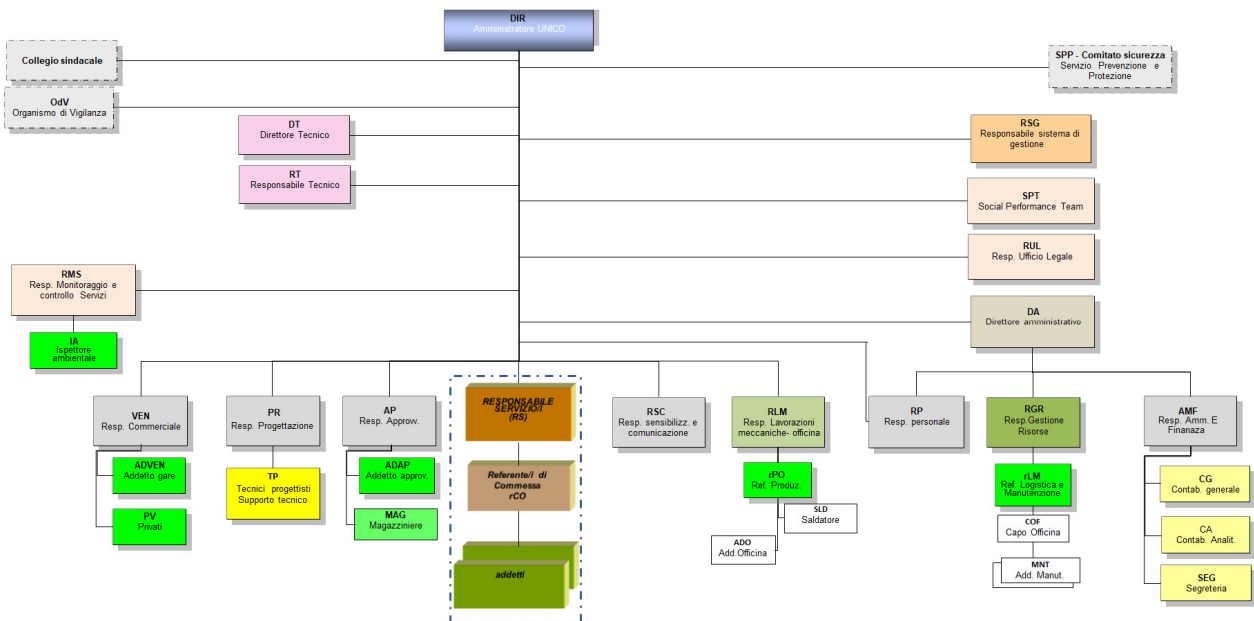 DIR
Amministratore UNICO
Collegio sindacale
SPP - Comitato sicurezza
Servizio Prevenzione e
Protezione
OdV
Organismo di Vigilanza
DT
Direttore Tecnico
RSG
Responsabile sistema di
gestione
RT
Responsabile Tecnico
SPT
Social Performance Team
RUL
Resp. Ufficio Legale
RMS
Resp. Monitoraggio e
controllo Servizi
DA
Direttore amministrativo
IA
Ispettore
ambientale
VEN
Resp. Commerciale
PR
Resp. Progettazione
AP
Resp. Approvv.
RESPONSABILE
SERVIZIO/I
(RS)
RSC
Resp. sensibilizz. e
comunicazione
RLM
Resp. Lavorazioni
meccaniche- officina
RP
Resp. personale
RGR
Resp.Gestione
Risorse
AMF
Resp. Amm. E
Finanaza
ADVEN
Addetto gare
TP
Tecnici progettisti
Supporto tecnico
ADAP
Addetto approv.
Referente/i di
Commessa
rCO
rPO
Ref. Produz.
rLM
Ref. Logistica e
Manutenzione
CG
Contab. generale
PV
Privati
MAG
Magazziniere
SLD
Saldatore
COF
Capo Officina
CA
Contab. Analit.
ADO
Add.Officina
MNT
Add. Manut.
addetti
SEG
Segreteria